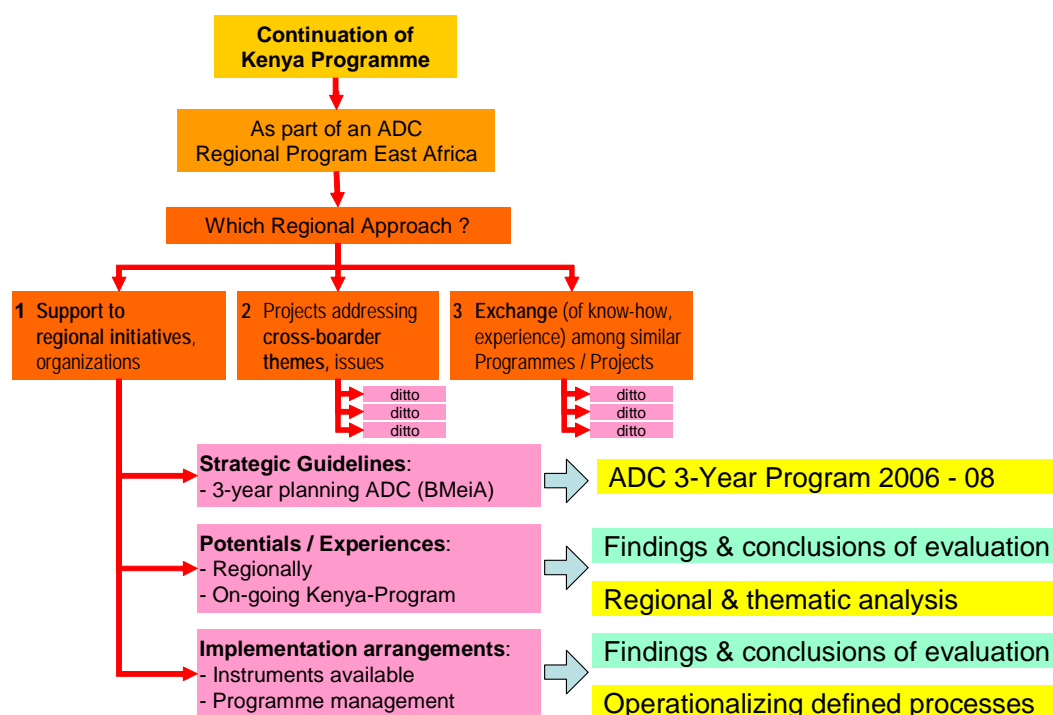 Continuation of
Kenya Programme
As part of an ADC
Regional Program East Africa
Which Regional Approach ?
1 Support to
regional initiatives,
organizations
2 Projects addressing
cross-boarder
themes, issues
3 Exchange (of know-how,
experience) among similar
Programmes / Projects
ditto
ditto
ditto
ditto
ditto
ditto
Strategic Guidelines:
- 3-year planning ADC (BMeiA)
ADC 3-Year Program 2006 - 08
Potentials / Experiences:
- Regionally
- On-going Kenya-Program
Findings & conclusions of evaluation
Regional & thematic analysis
Implementation arrangements:
- Instruments available
- Programme management
Findings & conclusions of evaluation
Operationalizing defined processes